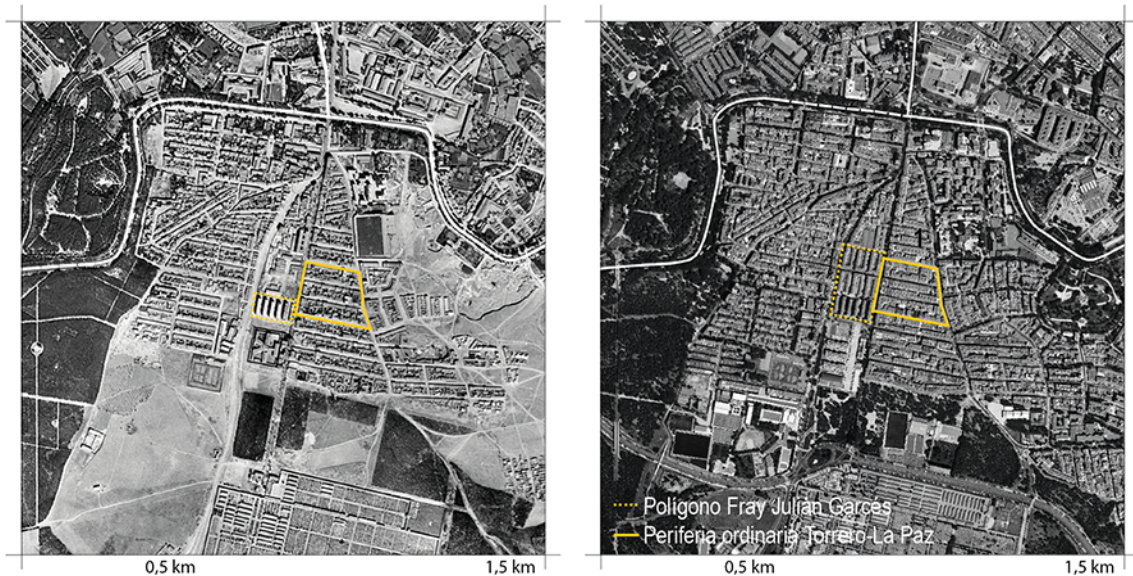 Polígono Fray Julián Garcés
Periferia ordinaria Torrero-La Paz
0,5 km
1,5 km
0,5 km
1,5 km